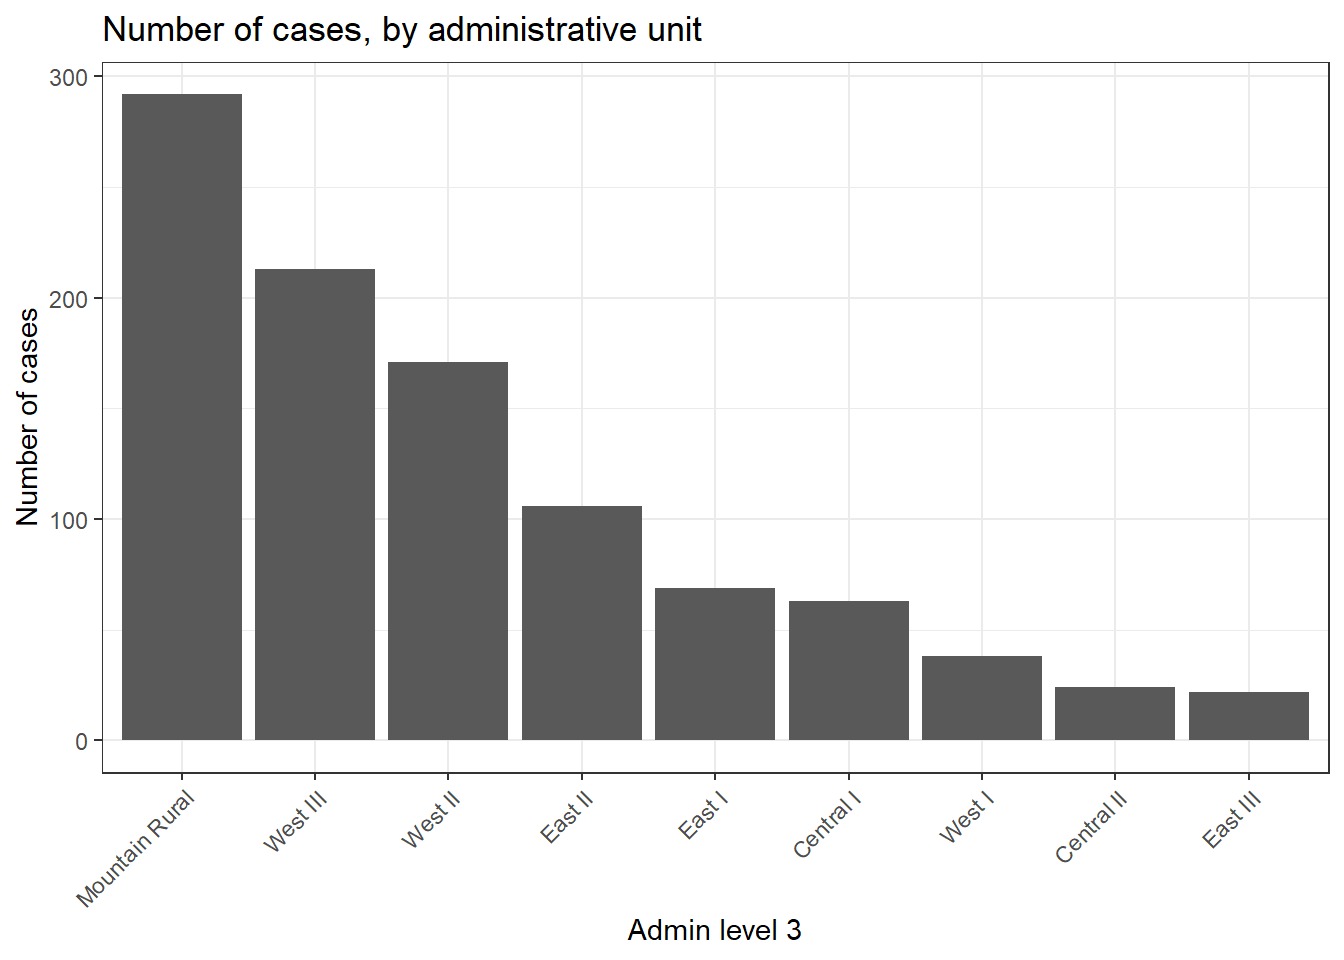 Number of cases, by administrative unit
300
200
100
0
Number of cases
Mountain Rural
West III
West II
East II
East I
Central I
West I
Central II
East III
Admin level 3